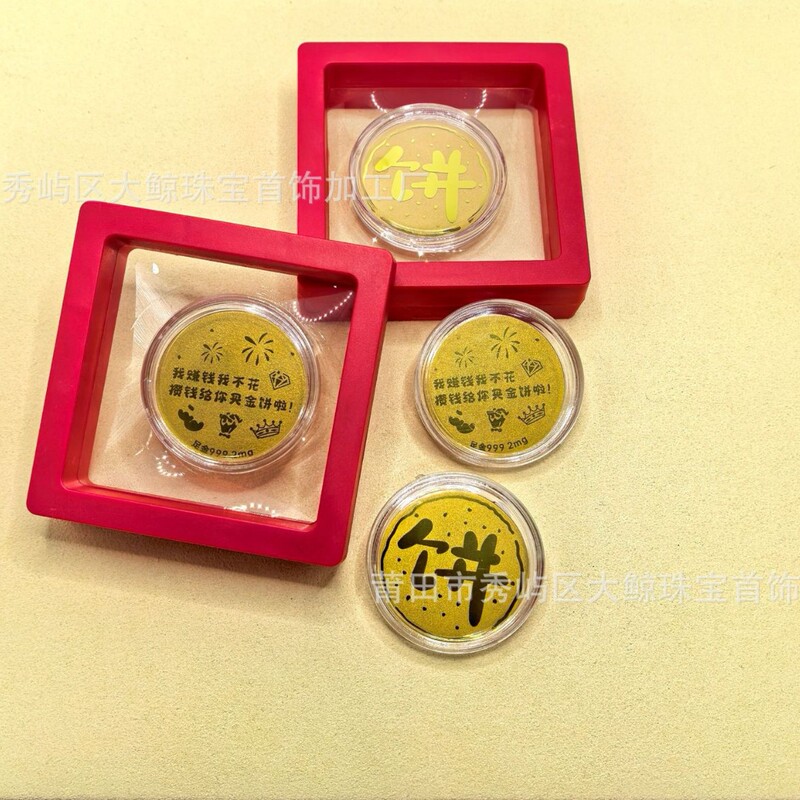 秀屿区大鲸珠宝首饰加工厂
饼
我赚钱我不花
攒钱给你买金饼啦！
足金999 2mg
我赚钱我不花
攒钱给你买金饼啦！
足金999 2mg
饼
莆田市秀屿区大鲸珠宝首饰